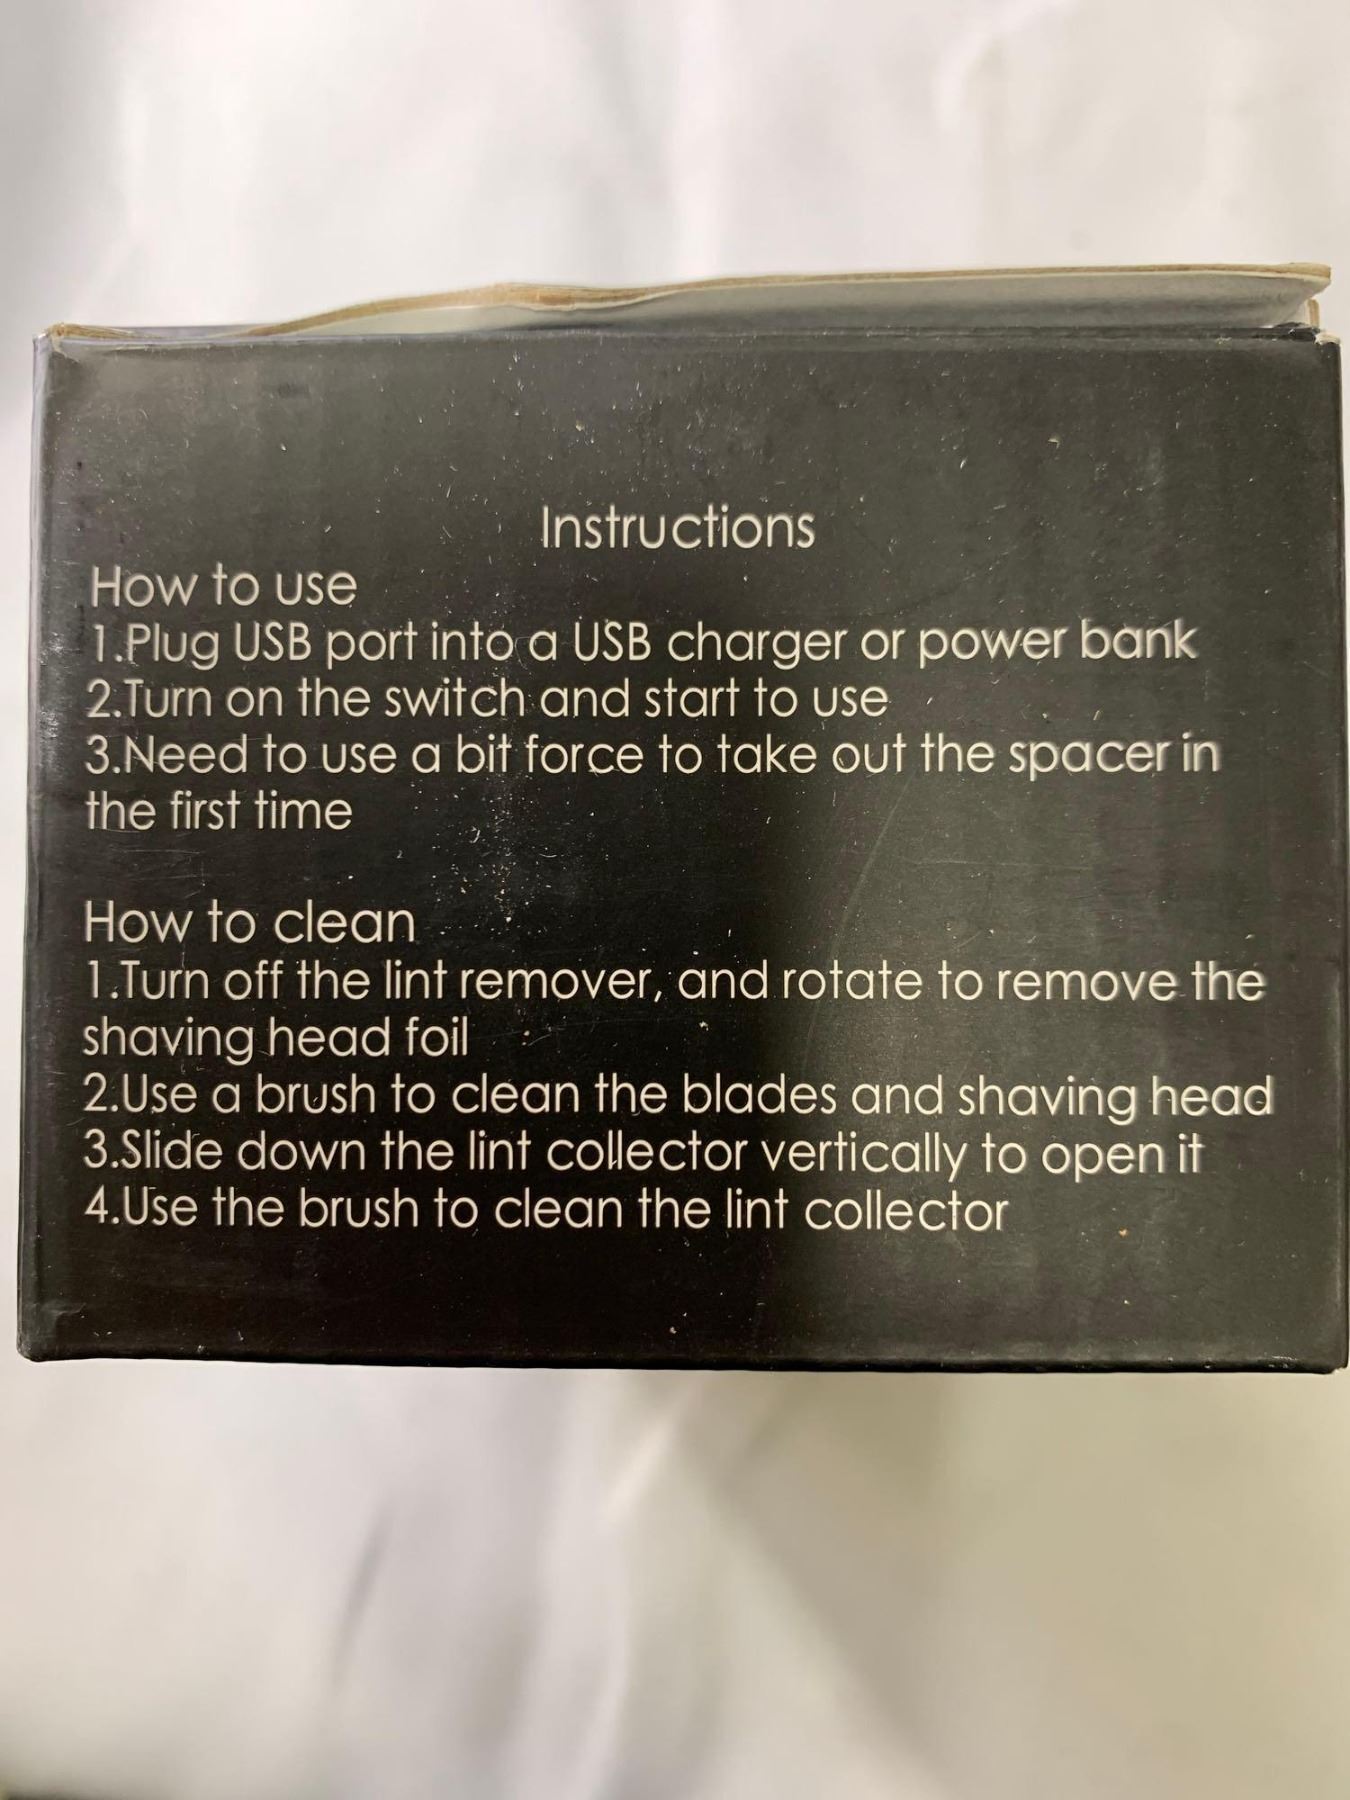 Instructions
How to use
1.Plug USB port into a USB charger or power bank
2.Turn on the switch and start to use
3.Need to use a bit force to take out the spacer in
the first time
How to clean
1.Turn off the lint remover, and rotate to remove the
shaving head foil
2.Use a brush to clean the blades and shaving head
3.Slide down the lint collector vertically to open it
4.Use the brush to clean the lint collector